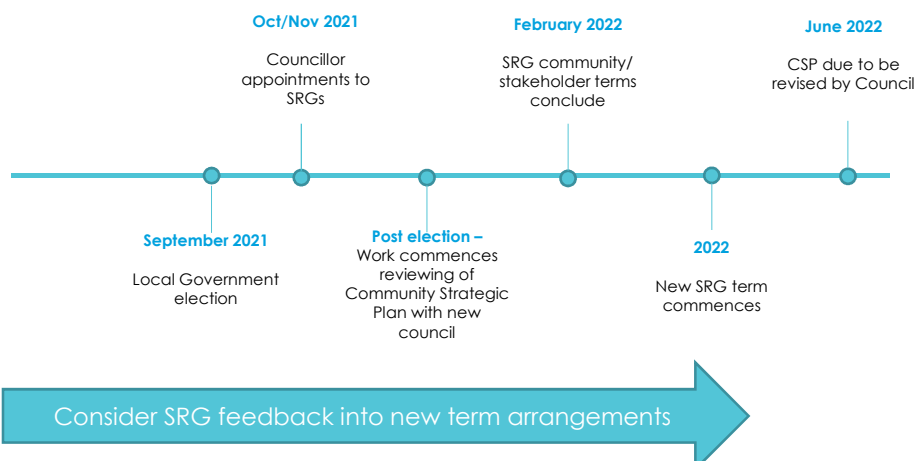 Oct/Nov 2021
Councillor
appointments to
SRGs
February 2022
SRG community/
stakeholder terms
conclude
June 2022
CSP due to be
revised by Council
September 2021
Local Government
election
Post election –
Work commences
reviewing of
Community Strategic
Plan with new
council
2022
New SRG term
commences
Consider SRG feedback into new term arrangements